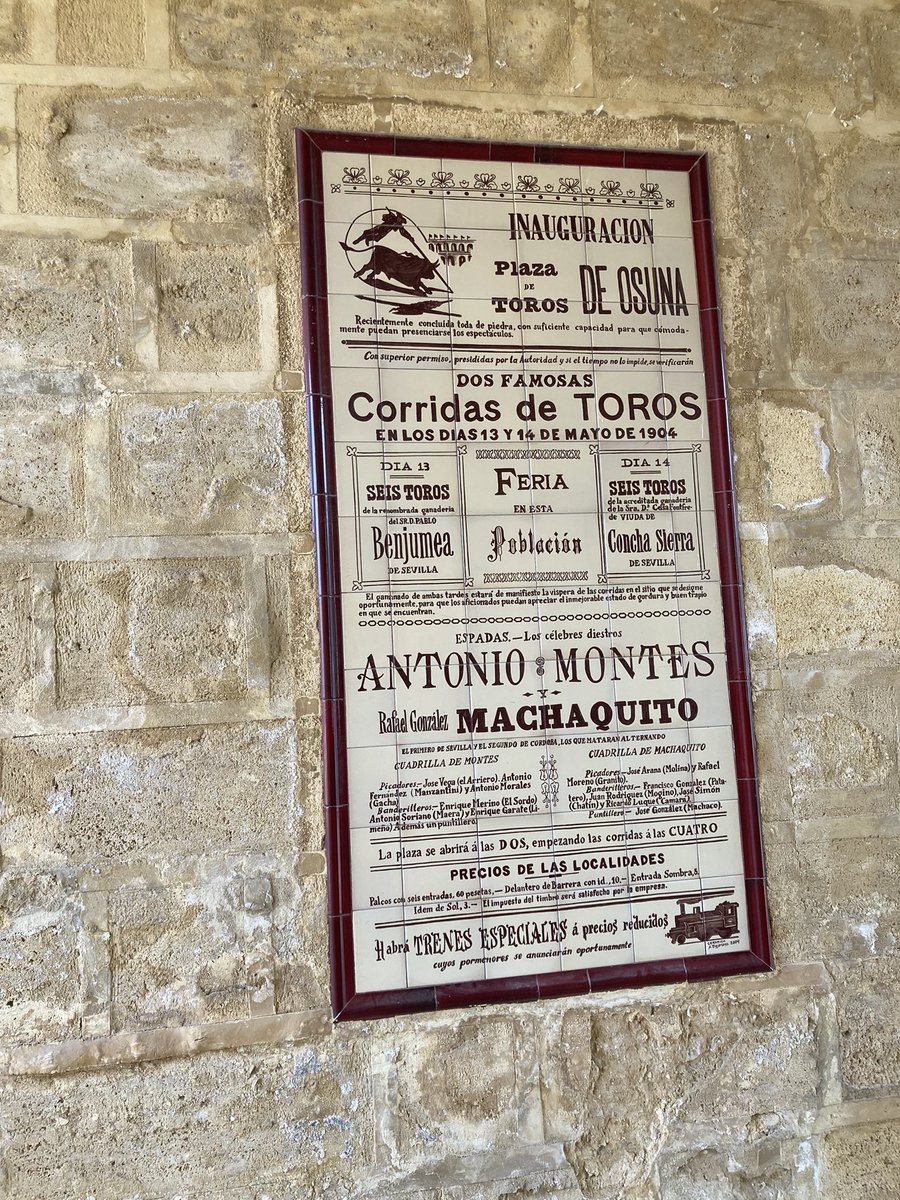 INAUGURACION
Plaza
DE
TOROS
DE OSUNA
Recientemente concluida toda de piedra, con suficiente capacidad para que cómoda-
mente puedan presenciarse los espectáculos.
Con superior permiso, presididas por la Autoridad y si el tiempo no lo impide, se verificarán
DOS FAMOSAS
Corridas de TOROS
EN LOS DIAS 13 Y 14 DE MAYO DE 1904
DIA 13
SEIS TOROS
de la renombrada ganadería
del SR. D. PABLO
Benjumea
DE SEVILLA
FERIA
EN ESTA
Población
DIA 14
SEIS TOROS
de la acreditada ganadería
de la Sra. Dª. Celsa Fontfre-
de VIUDA DE
Concha Sierra
DE SEVILLA
El ganinado de ambas tardes estará de manifiesto la víspera de las corridas en el sitio que se designe
oportunamente, para que los aficionados puedan apreciar el inmejorable estado de gordura y buen trapío
en que se encuentran.
ESPADAS.—Los célebres diestros
ANTONIO MONTES
Y
Rafael González MACHAQUITO
EL PRIMERO DE SEVILLA Y EL SEGUNDO DE CORDOBA, LOS QUE MATARAN ALTERNANDO
CUADRILLA DE MONTES
Picadores.—Jose Vega (el Arriero). Antonio
Fernández (Manzantini) y Antonio Morales
(Gacha)
Banderilleros.— Enrique Merino (El Sordo)
Antonio Soriano (Maera) y Enrique Garate (Li-
meño) Además un puntillero.
CUADRILLA DE MACHAQUITO
Picadores.—José Arana (Molina) y Rafael
Moreno (Granito).
Banderilleros.— Francisco González (Pata-
tero), Juan Rodríguez (Mogino), José Simón
(Chatin) y Ricardo Luque (Camara)
Puntillero.— José González (Machaco).
La plaza se abrirá á las DOS, empezando las corridas á las CUATRO
PRECIOS DE LAS LOCALIDADES
Palcos con seis entradas, 60 pesetas,— Delantero de Barrera con id., 10.— Entrada Sombra, 8.
Idem de Sol, 3.— El impuesto del timbre será satisfecho por la empresa.
Habrá TRENES ESPECIALES á precios reducidos
cuyos pormenores se anunciarán oportunamente